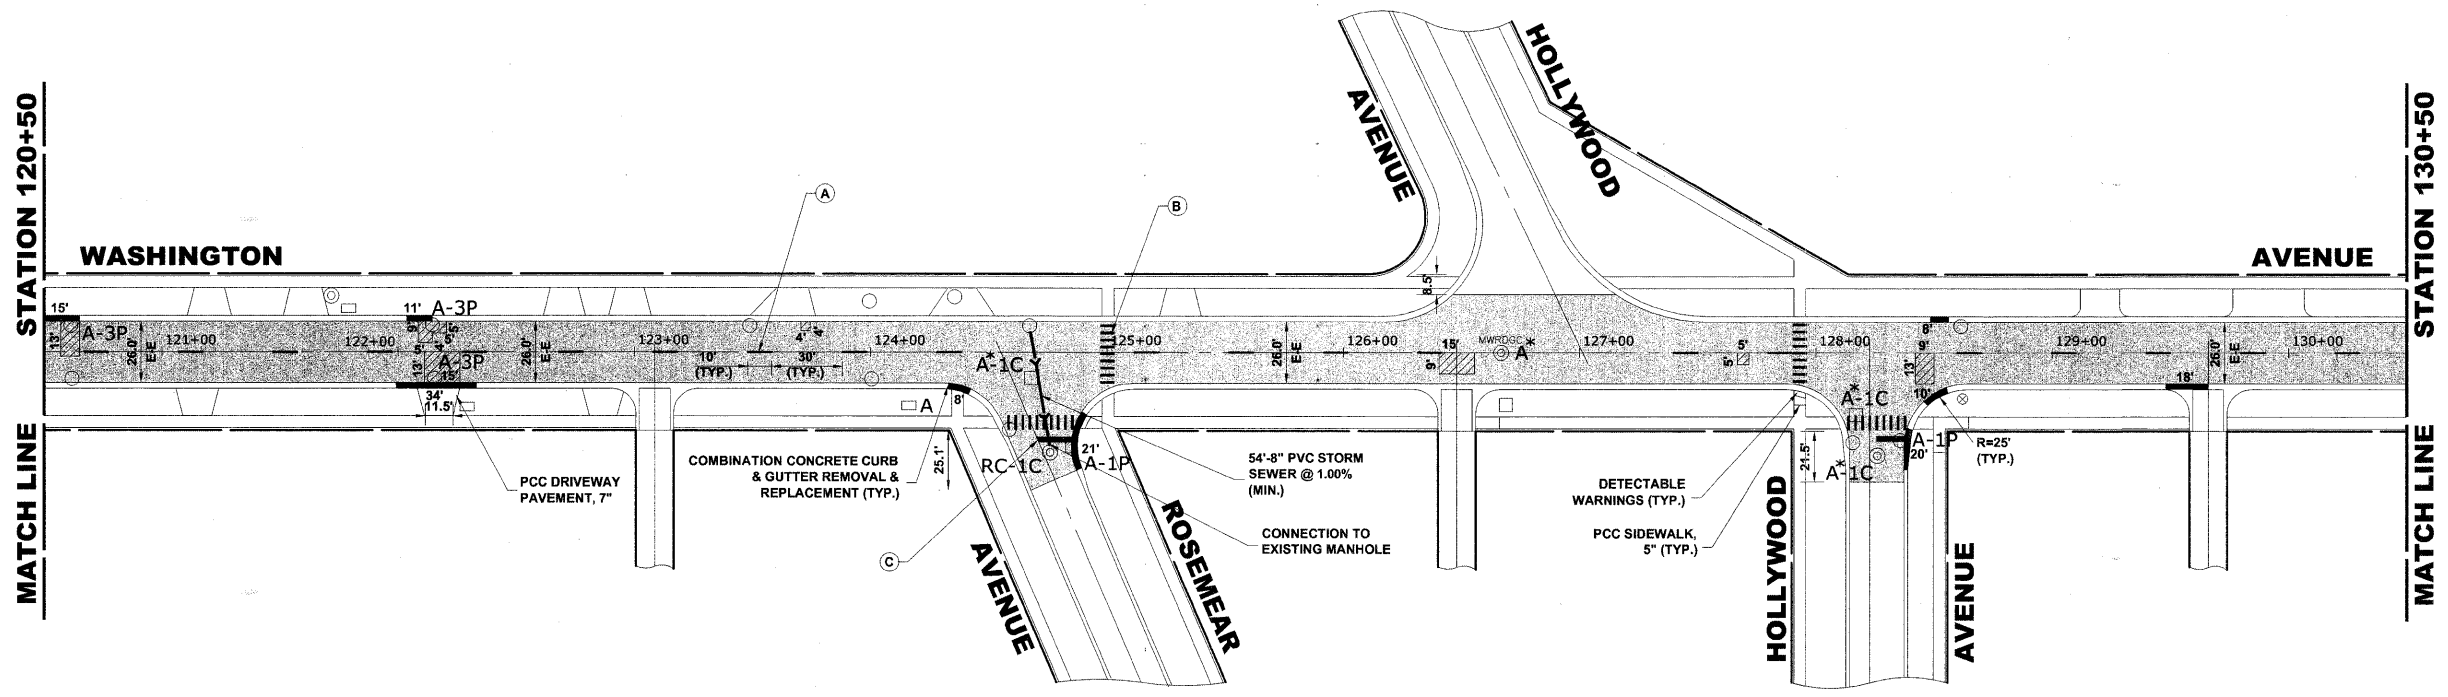 STATION 120+50
MATCH LINE
WASHINGTON
AVENUE
STATION 130+50
MATCH LINE
HOLLYWOOD
AVENUE
HOLLYWOOD
A
B
C
15'
A-3P
13'
26.0'
E-E
121+00
122+00
11'
A-3P
9'
5'
4'
13'
A-3P
15'
34'
11.5'
26.0'
E-E
123+00
10'
(TYP.)
30'
(TYP.)
4'
4'
124+00
A
8'
A-1C
*
125+00
25.1'
RC-1C
21'
A-1P
26.0'
E-E
8.5'
126+00
15'
9'
MWRDGC
A
*
127+00
5'
5'
128+00
8'
9'
13'
10'
A-1C
*
A-1P
20'
21.5'
A-1C
*
129+00
18'
26.0'
E-E
130+00
PCC DRIVEWAY
PAVEMENT, 7"
COMBINATION CONCRETE CURB
& GUTTER REMOVAL &
REPLACEMENT (TYP.)
54'-8" PVC STORM
SEWER @ 1.00%
(MIN.)
CONNECTION TO
EXISTING MANHOLE
DETECTABLE
WARNINGS (TYP.)
PCC SIDEWALK,
5" (TYP.)
R=25'
(TYP.)
AVENUE
ROSEMEAR
HOLLYWOOD
AVENUE